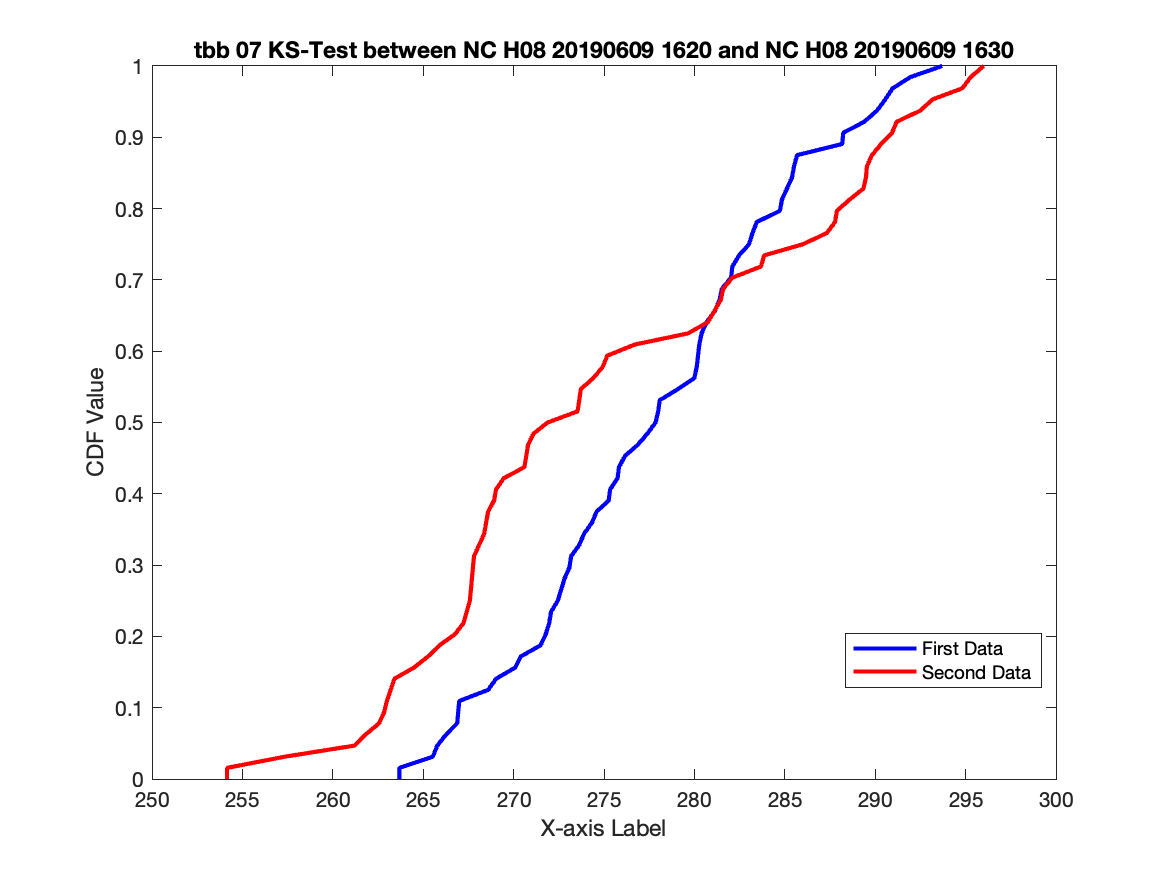 tbb 07 KS-Test between NC H08 20190609 1620 and NC H08 20190609 1630
1
0.9
0.8
0.7
0.6
0.5
0.4
0.3
0.2
0.1
0
CDF Value
First Data
Second Data
250 255 260 265 270 275 280 285 290 295 300
X-axis Label